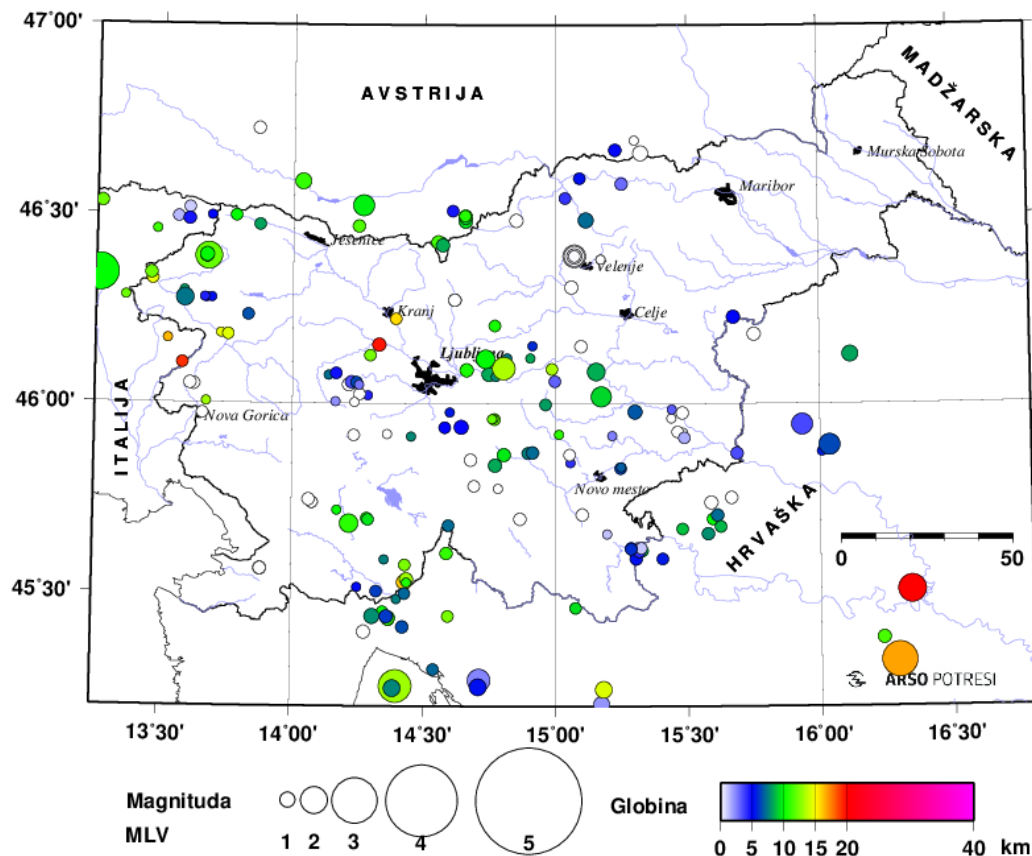 47˚00'
46˚30'
46˚00'
45˚30'
AVSTRIJA
MADŽARSKA
Murska Sobota
Maribor
Jesenice
Velenje
Kranj
Celje
Ljubljana
Nova Gorica
ITALIJA
Novo mesto
HRVAŠKA
0 50
ARSO POTRESI
13˚30' 14˚00' 14˚30' 15˚00' 15˚30' 16˚00' 16˚30'
Magnituda
MLV
1 2 3 4 5
Globina
0 5 10 15 20 40 km